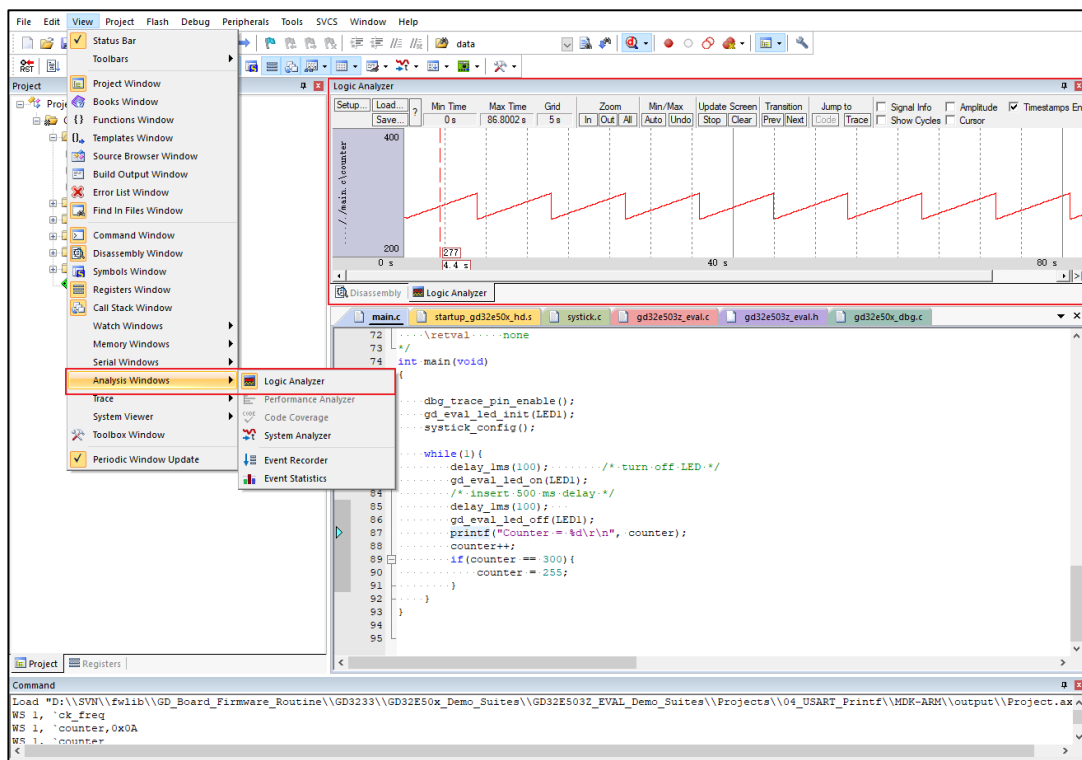 File Edit View Project Flash Debug Peripherals Tools SVCS Window Help
data
RST
Status Bar
Toolbars
Project Window
Books Window
{} Functions Window
Templates Window
Source Browser Window
Build Output Window
Error List Window
Find In Files Window
Command Window
Disassembly Window
Symbols Window
Registers Window
Call Stack Window
Watch Windows
Memory Windows
Serial Windows
Analysis Windows
Trace
System Viewer
Toolbox Window
Periodic Window Update
Logic Analyzer
Performance Analyzer
Code Coverage
System Analyzer
Event Recorder
Event Statistics
Project
Project Registers
Logic Analyzer
Setup... Load... ? Min Time Max Time Grid Zoom Min/Max Update Screen Transition Jump to Signal Info Amplitude Timestamps En
Save... 0 s 86.8002 s 5 s In Out All Auto Undo Stop Clear Prev Next Code Trace Show Cycles Cursor
400
..././main.c\counter
200
277
0 s 4.4 s 40 s 80 s
Disassembly Logic Analyzer
main.c startup_gd32e50x_hd.s systick.c gd32e503z_eval.c gd32e503z_eval.h gd32e50x_dbg.c
72 ····\retval·····none
73 */
74 int·main(void)
{
dbg_trace_pin_enable();
gd_eval_led_init(LED1);
systick_config();
while(1){
delay_1ms(100);········/*·turn·off·LED·*/
gd_eval_led_on(LED1);
84 /*·insert·500·ms·delay·*/
85 delay_1ms(100);
86 gd_eval_led_off(LED1);
87 printf("Counter·=·%d\r\n",·counter);
88 counter++;
89 if(counter·==·300){
90 counter·=·255;
91 }
92 }
93 }
94
95
Command
Load "D:\\SVN\\fwlib\\GD_Board_Firmware_Routine\\GD3233\\GD32E50x_Demo_Suites\\GD32E503Z_EVAL_Demo_Suites\\Projects\\04_USART_Printf\\MDK-ARM\\output\\Project.ax
WS 1, `ck_freq
WS 1, `counter,0x0A
WS 1, `counter